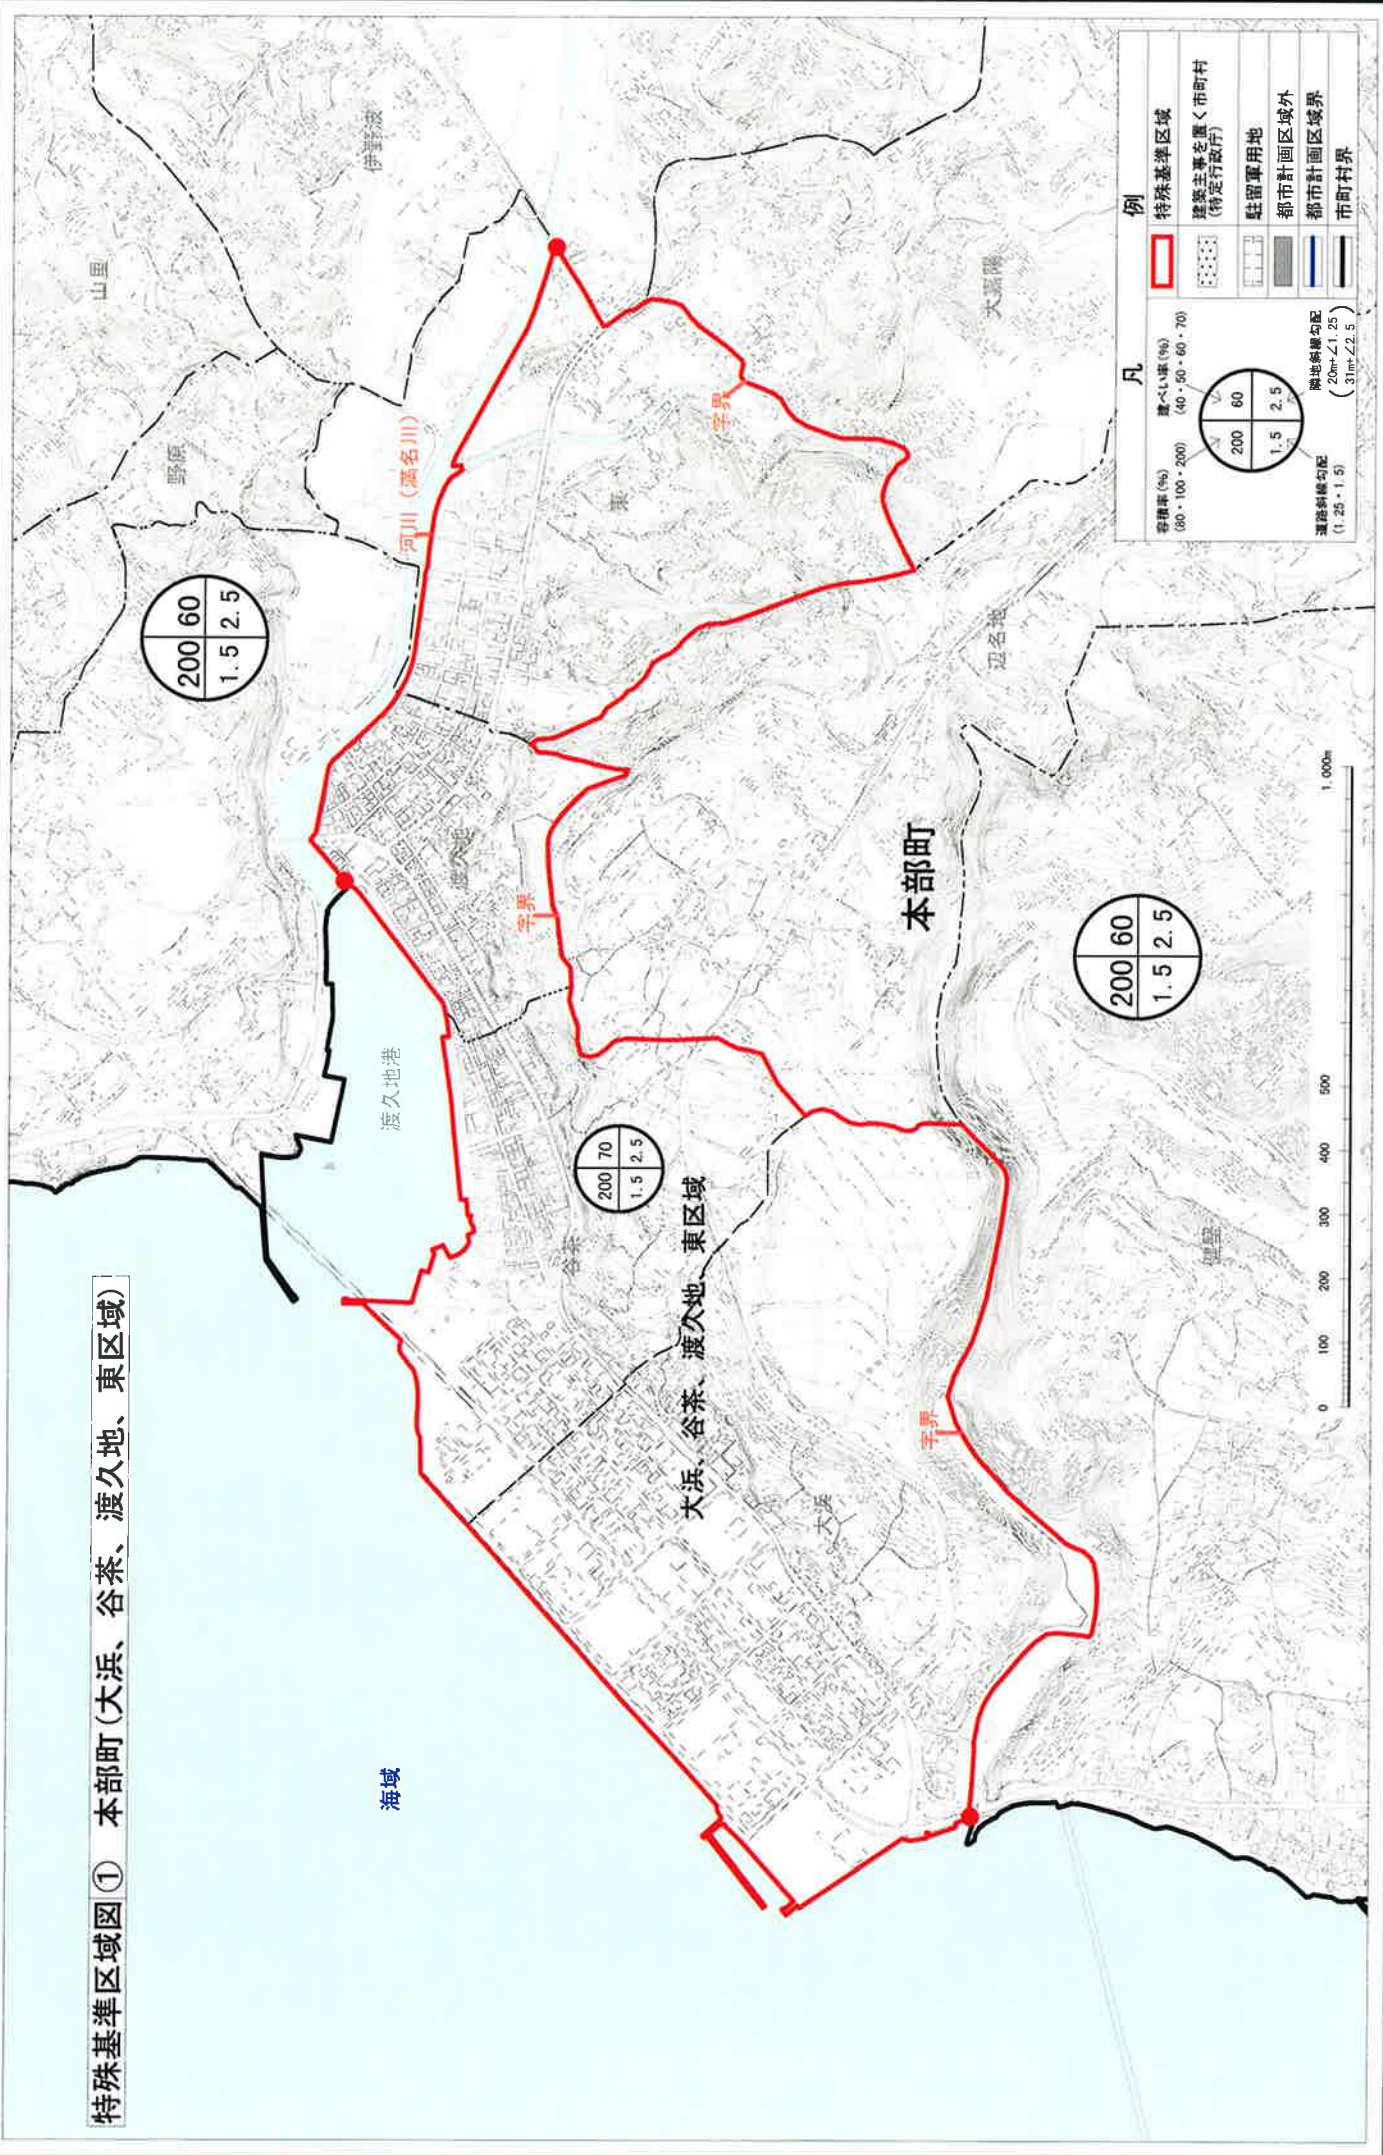 特殊基準区域図① 本部町(大浜、谷茶、渡久地、東区域)
海域
渡久地港
山里
伊野波
野原
200 60
1.5 2.5
河川(満名川)
東
字界
大嘉陽
渡久地
字界
辺名地
本部町
谷茶
200 70
1.5 2.5
大浜、谷茶、渡久地、東区域
大浜
字界
200 60
1.5 2.5
健堅
0 100 200 300 400 500 1,000m
凡 例
容積率(%)
(80・100・200)
建ぺい率(%)
(40・50・60・70)
200 60
1.5 2.5
道路斜線勾配
(1.25・1.5)
隣地斜線勾配
(20m+∠1.25
31m+∠2.5)
特殊基準区域
建築主事を置く市町村
(特定行政庁)
駐留軍用地
都市計画区域外
都市計画区域界
市町村界